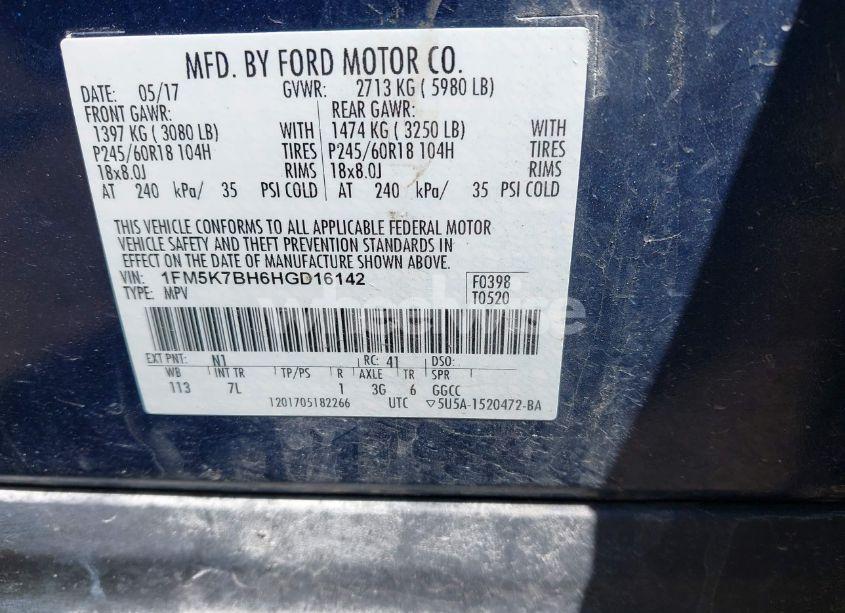 MFD. BY FORD MOTOR CO.
DATE: 05/17 GVWR: 2713 KG ( 5980 LB)
FRONT GAWR: REAR GAWR:
1397 KG ( 3080 LB) WITH 1474 KG ( 3250 LB) WITH
P245/60R18 104H TIRES P245/60R18 104H TIRES
18x8.0J RIMS 18x8.0J RIMS
AT 240 kPa/ 35 PSI COLD AT 240 kPa/ 35 PSI COLD
THIS VEHICLE CONFORMS TO ALL APPLICABLE FEDERAL MOTOR
VEHICLE SAFETY AND THEFT PREVENTION STANDARDS IN
EFFECT ON THE DATE OF MANUFACTURE SHOWN ABOVE.
VIN: 1FM5K7BH6HGD16142 F0398
TYPE: MPV T0520
EXT PNT: N1 RC: 41 DSO:
WB INT TR TP/PS R AXLE TR SPR
113 7L 1 3G 6 GGCC
1201705182266 UTC ▽5U5A-1520472-BA